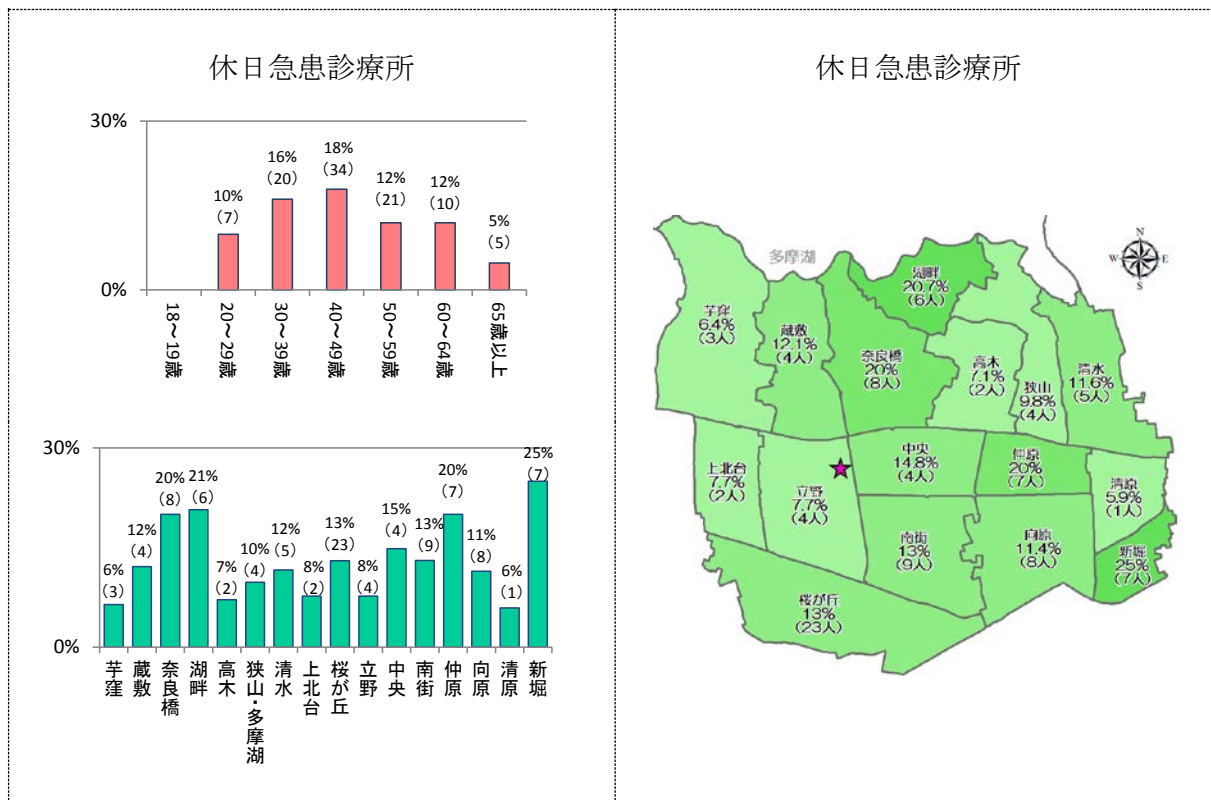 休日急患診療所
30%
0%
10%
(7)
16%
(20)
18%
(34)
12%
(21)
12%
(10)
5%
(5)
18～19歳
20～29歳
30～39歳
40～49歳
50～59歳
60～64歳
65歳以上
30%
0%
6%
(3)
12%
(4)
20%
(8)
21%
(6)
7%
(2)
10%
(4)
12%
(5)
8%
(2)
13%
(23)
8%
(4)
15%
(4)
13%
(9)
20%
(7)
11%
(8)
6%
(1)
25%
(7)
芋窪
蔵敷
奈良橋
湖畔
高木
狭山・多摩湖
清水
上北台
桜が丘
立野
中央
南街
仲原
向原
清原
新堀
休日急患診療所
多摩湖
N
W
E
S
湖畔
20.7%
(6人)
芋窪
6.4%
(3人)
蔵敷
12.1%
(4人)
奈良橋
20%
(8人)
高木
7.1%
(2人)
狭山
9.8%
(4人)
清水
11.6%
(5人)
上北台
7.7%
(2人)
立野
7.7%
(4人)
中央
14.8%
(4人)
仲原
20%
(7人)
清原
5.9%
(1人)
南街
13%
(9人)
向原
11.4%
(8人)
新堀
25%
(7人)
桜が丘
13%
(23人)